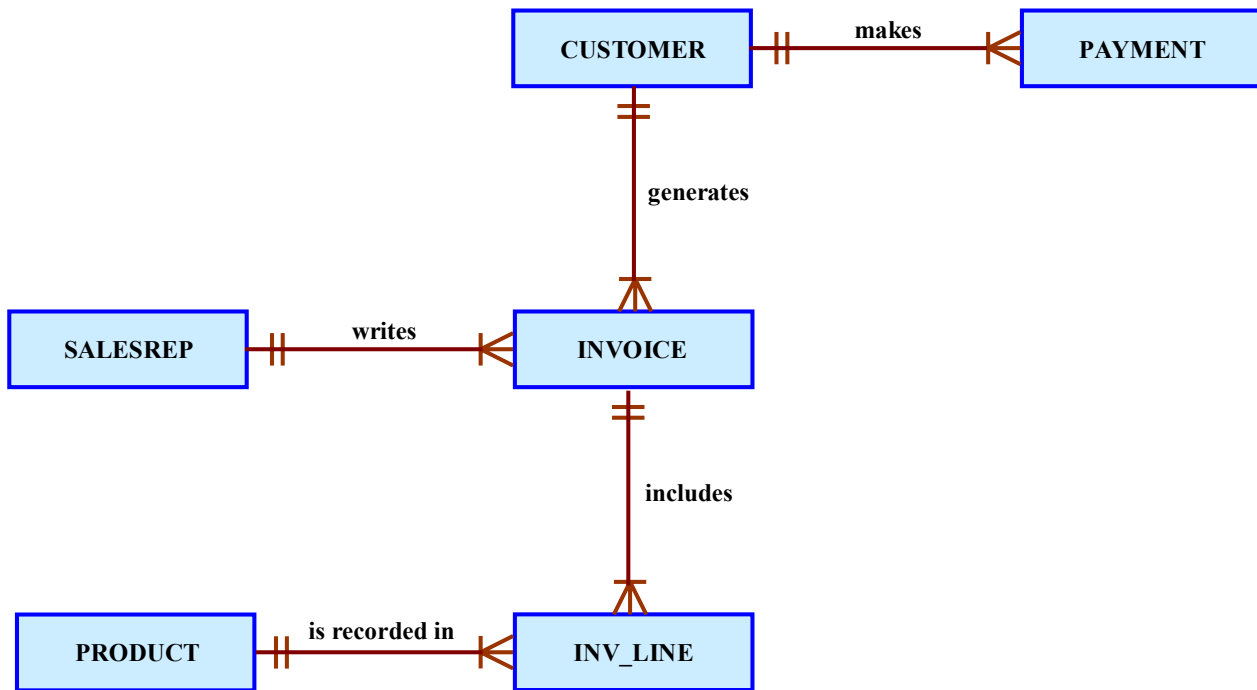 CUSTOMER
makes
PAYMENT
generates
SALESREP
writes
INVOICE
includes
PRODUCT
is recorded in
INV_LINE